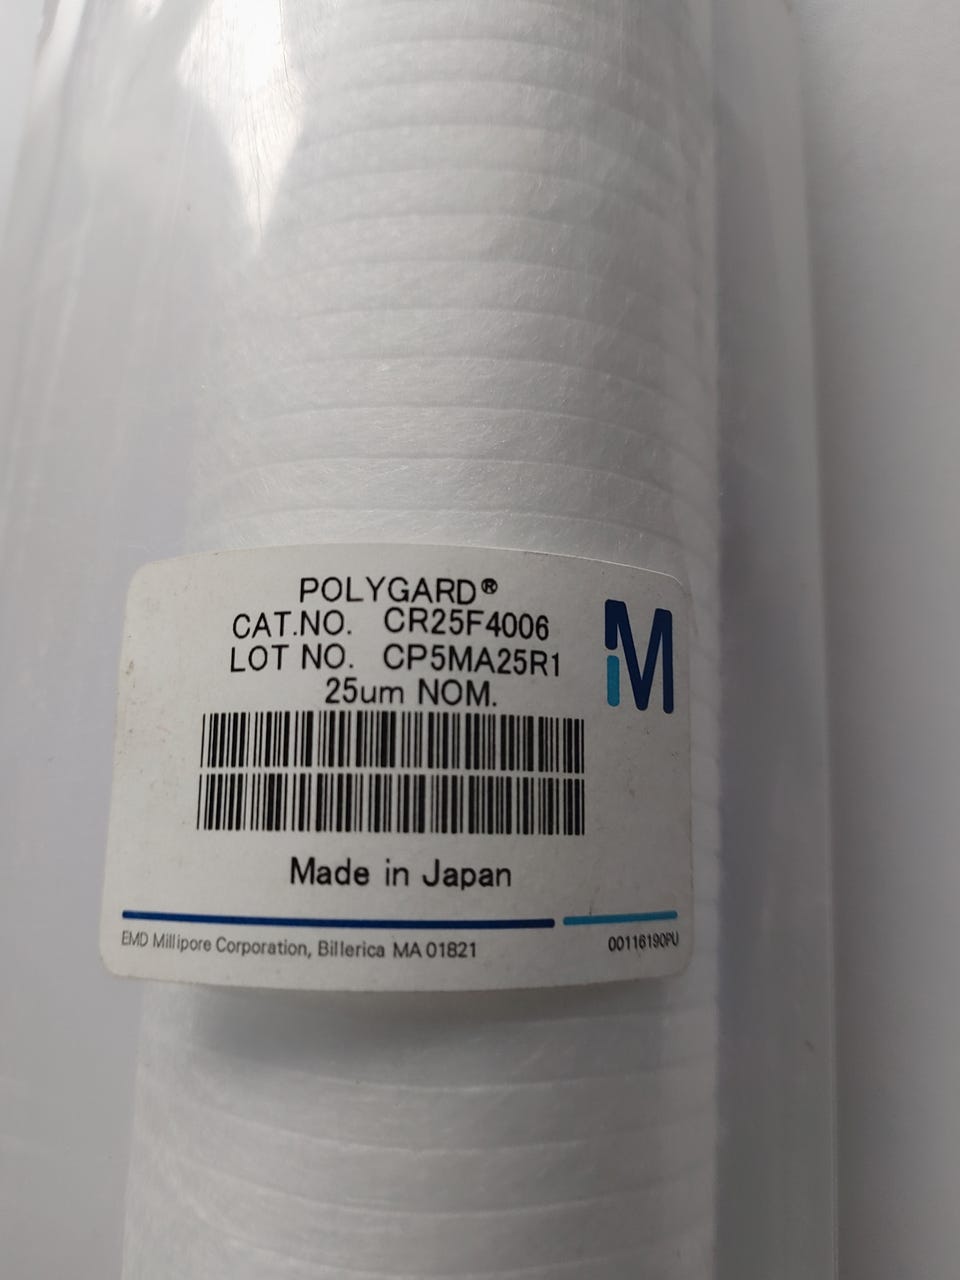 POLYGARD®
CAT.NO. CR25F4006
LOT NO. CP5MA25R1
25um NOM.
M
Made in Japan
EMD Millipore Corporation, Billerica MA 01821
00116190PU